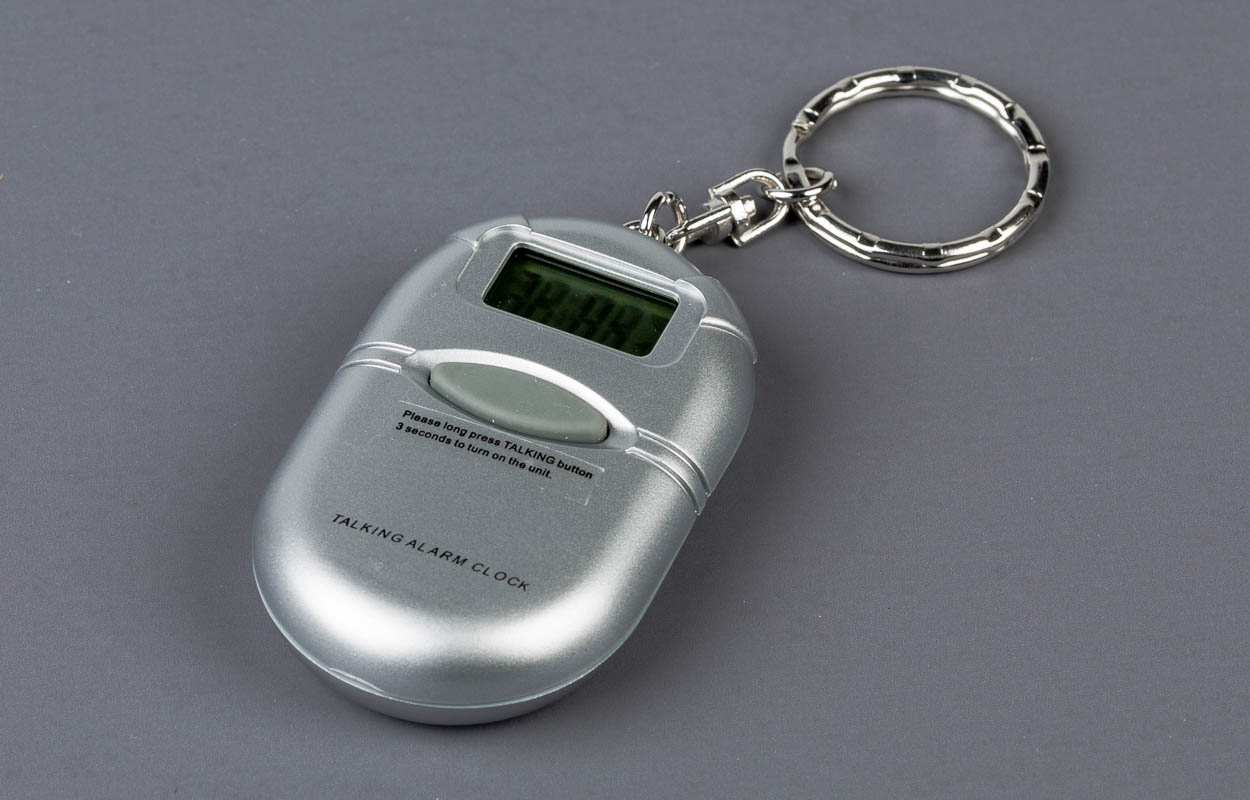 Please long press TALKING button
3 seconds to turn on the unit.
TALKING ALARM CLOCK